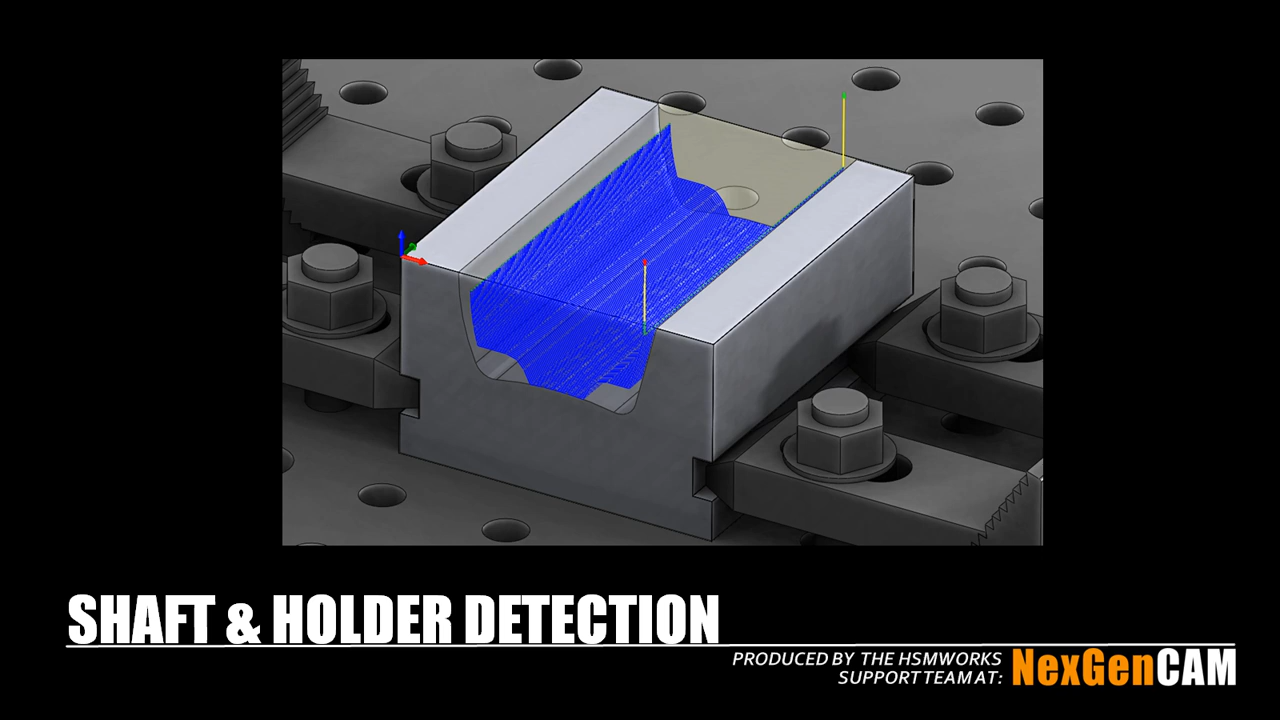 SHAFT & HOLDER DETECTION
PRODUCED BY THE HSMWORKS
SUPPORT TEAM AT:
NexGenCAM